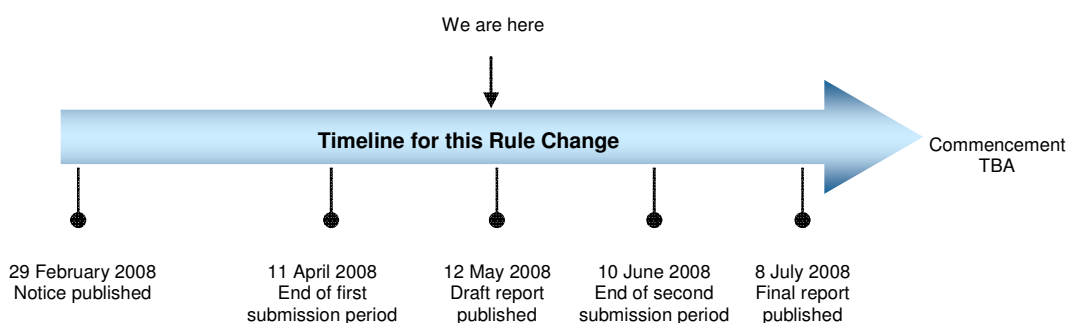 We are here
Timeline for this Rule Change
Commencement
TBA
29 February 2008
Notice published
11 April 2008
End of first
submission period
12 May 2008
Draft report
published
10 June 2008
End of second
submission period
8 July 2008
Final report
published